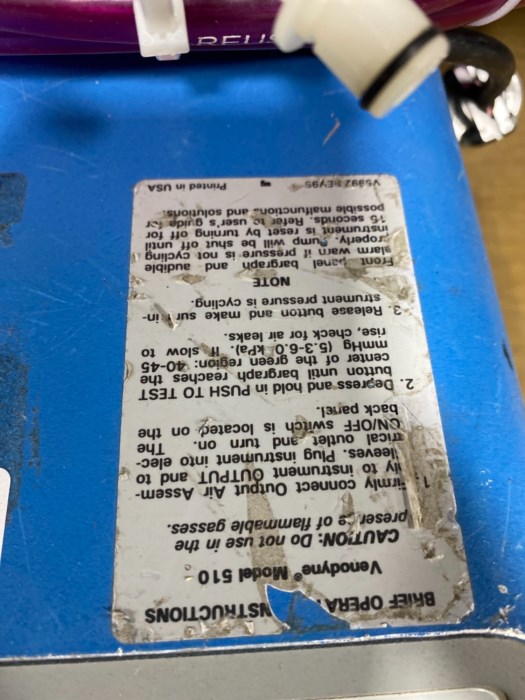 BRIEF OPERA NSTRUCTIONS
Venodyne® Model 510
CAUTION: Do not use in the
presence of flammable gasses.
1. Firmly connect Output Air Assem-
ily to instrument OUTPUT and to
sleeves. Plug instrument into elec-
trical outlet and turn on. The
ON/OFF switch is located on the
back panel.
2. Depress and hold in PUSH TO TEST
button until bargraph reaches the
center of the green region: 40-45
mmHg (5.3-6.0 kPa). If slow to
rise, check for air leaks.
3. Release button and make sur in-
strument pressure is cycling.
NOTE
Front panel bargraph and audible
alarm warn if pressure is not cycling
properly. Pump will be shut off until
instrument is reset by turning off for
15 seconds. Refer to user's guide for
possible malfunctions and solutions.
Printed in USA
REUS